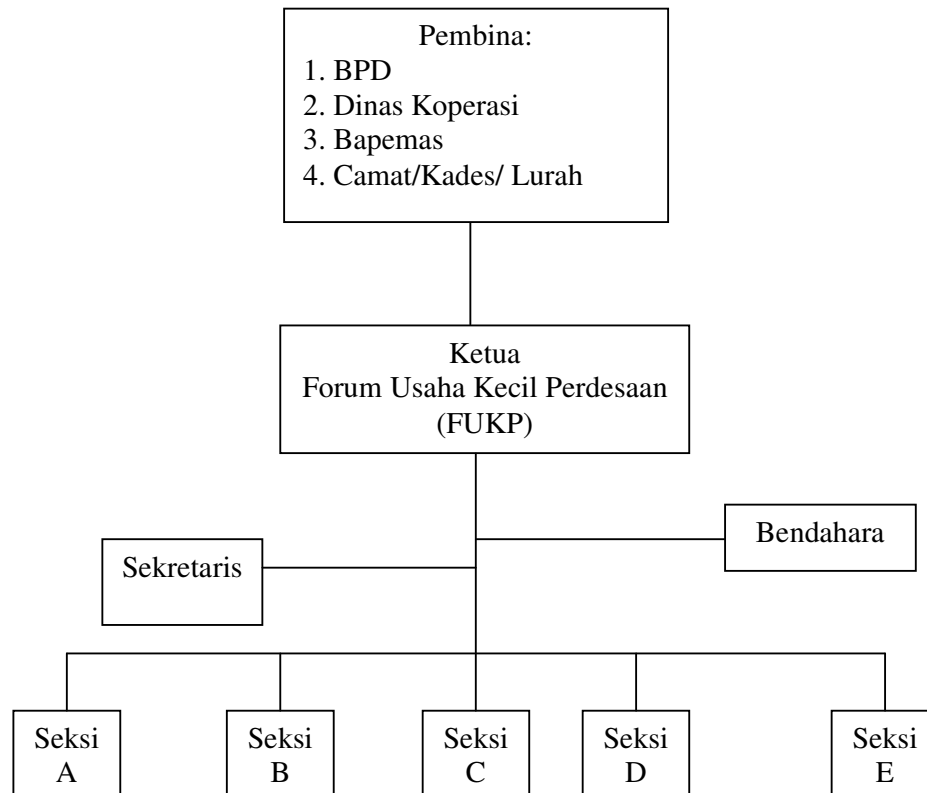 Pembina:
1. BPD
2. Dinas Koperasi
3. Bapemas
4. Camat/Kades/ Lurah
Ketua
Forum Usaha Kecil Perdesaan
(FUKP)
Bendahara
Sekretaris
Seksi
A
Seksi
B
Seksi
C
Seksi
D
Seksi
E